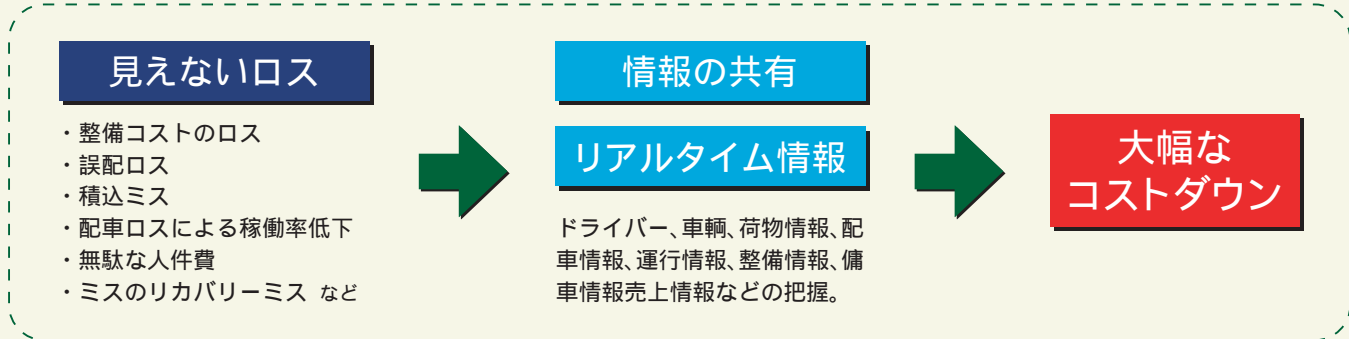 見えないロス
・整備コストのロス
・誤配ロス
・積込ミス
・配車ロスによる稼働率低下
・無駄な人件費
・ミスのリカバリーミス など
情報の共有
リアルタイム情報
ドライバー、車輌、荷物情報、配
車情報、運行情報、整備情報、傭
車情報売上情報などの把握。
大幅な
コストダウン